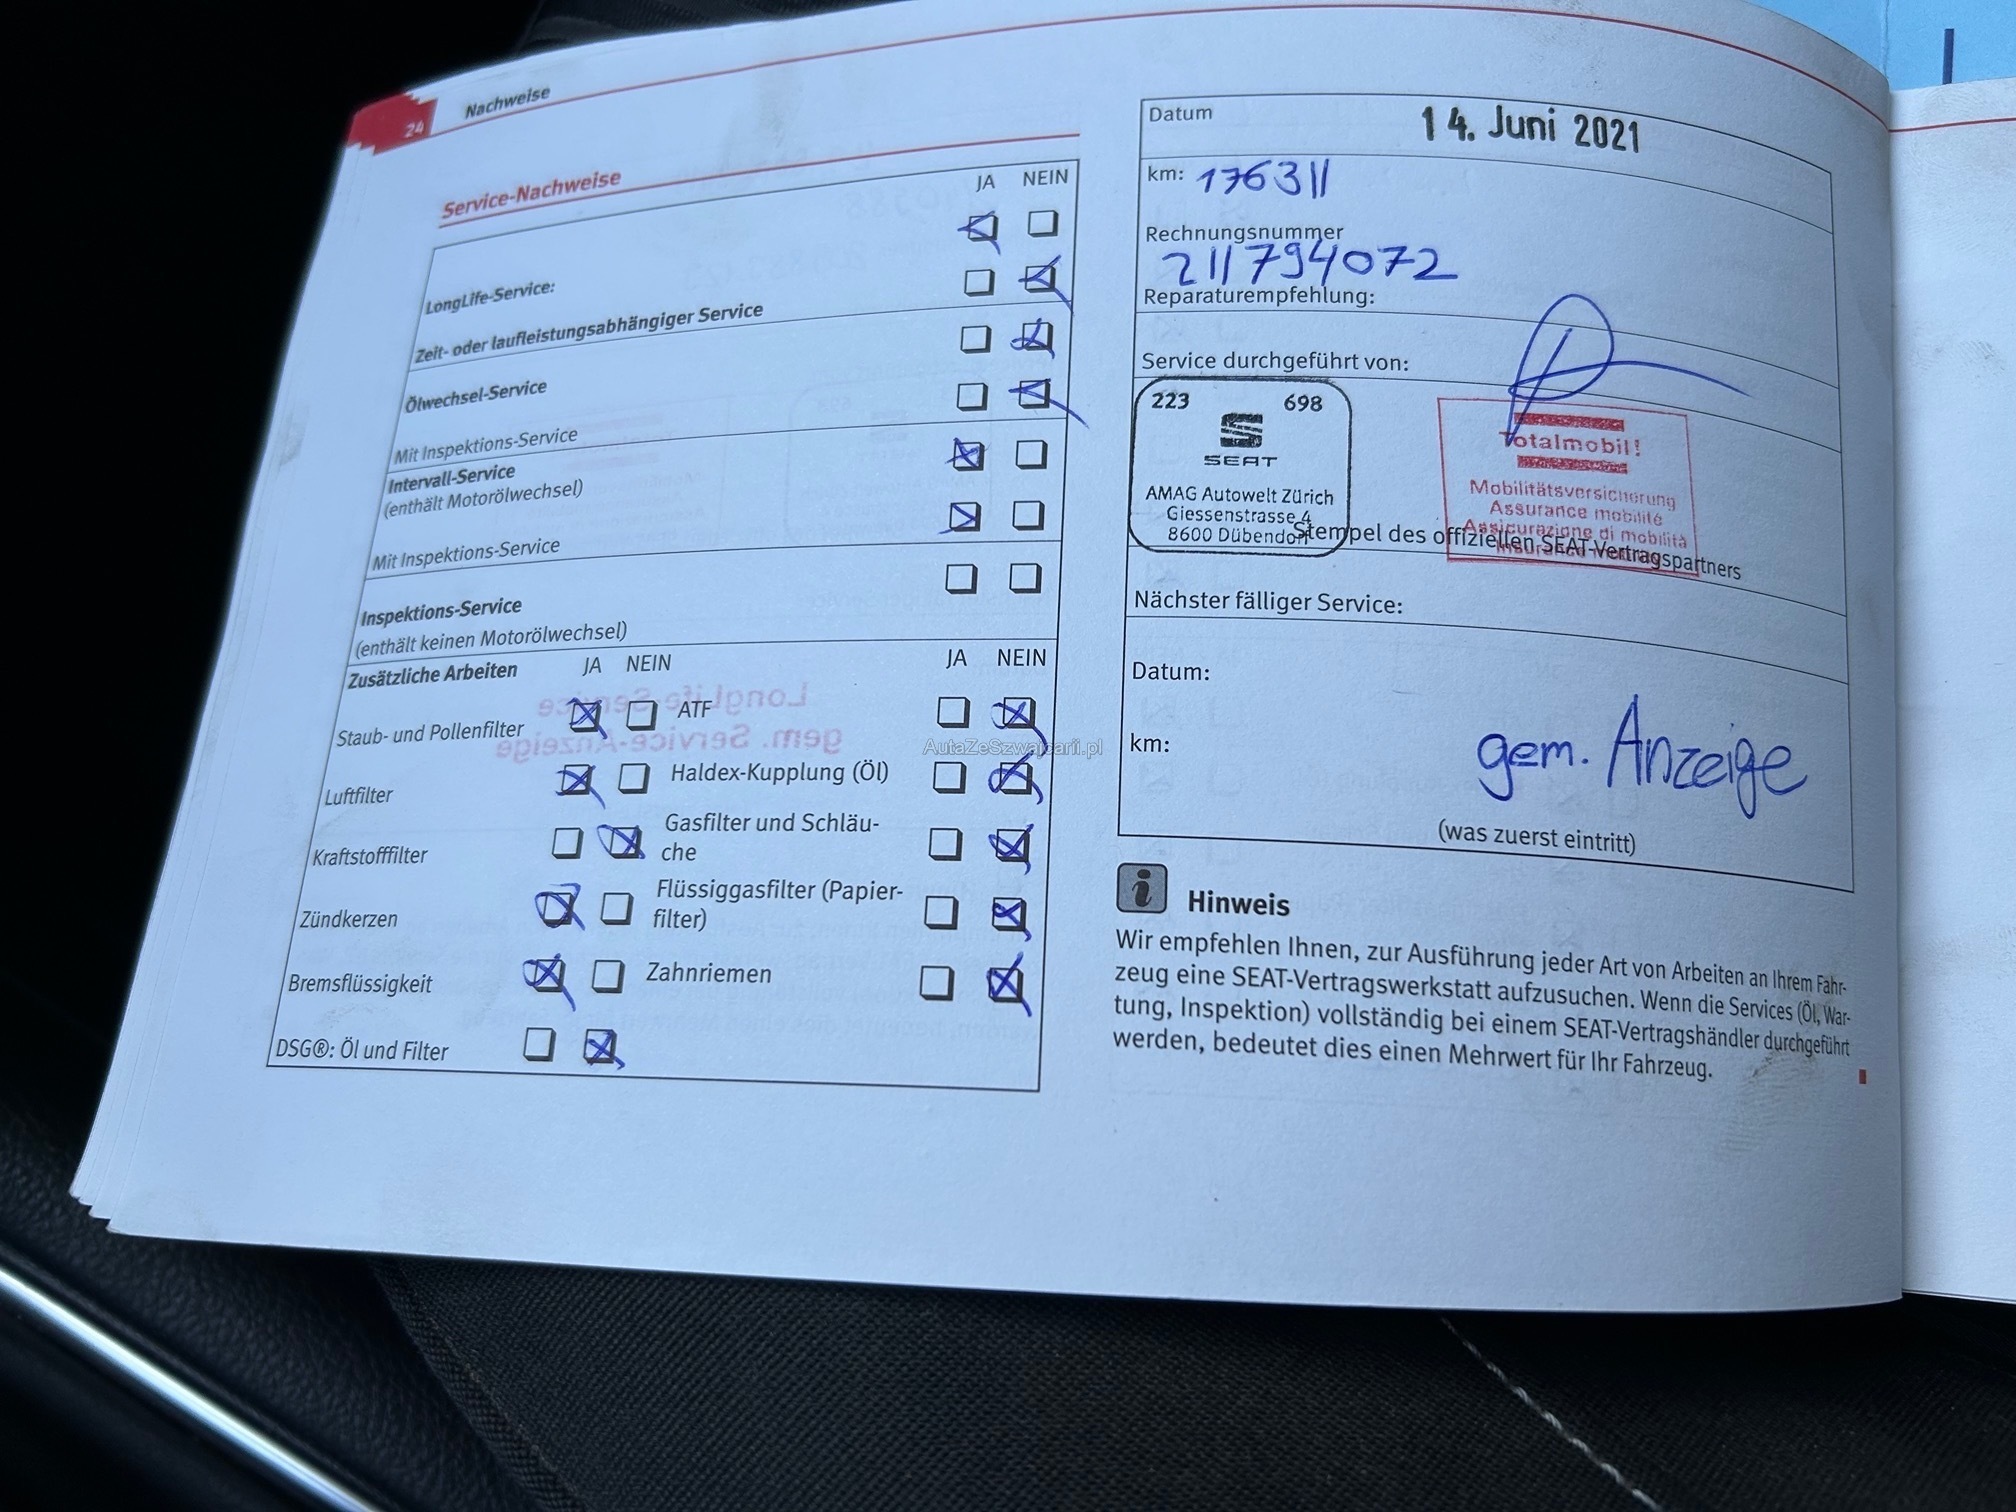 24 Nachweise
Service-Nachweise
JA NEIN
LongLife-Service:
Zeit- oder laufleistungsabhängiger Service
Ölwechsel-Service
Mit Inspektions-Service
Intervall-Service
(enthält Motorölwechsel)
Mit Inspektions-Service
Inspektions-Service
(enthält keinen Motorölwechsel)
Zusätzliche Arbeiten JA NEIN JA NEIN
Staub- und Pollenfilter ATF
Luftfilter Haldex-Kupplung (Öl)
Kraftstofffilter Gasfilter und Schläu-
che
Zündkerzen Flüssiggasfilter (Papier-
filter)
Bremsflüssigkeit Zahnriemen
DSG®: Öl und Filter
LongLife-Service
gem. Service-Anzeige
AutaZeSzwajcarii.pl
Datum 14. Juni 2021
km: 176311
Rechnungsnummer
211794072
Reparaturempfehlung:
Service durchgeführt von:
223 698
SEAT
AMAG Autowelt Zürich
Giessenstrasse 4
8600 Dübendorf
Totalmobil!
Mobilitätsversicherung
Assurance mobilité
Assicurazione di mobilità
Stempel des offiziellen SEAT-Vertragspartners
Nächster fälliger Service:
Datum:
km: gem. Anzeige
(was zuerst eintritt)
i Hinweis
Wir empfehlen Ihnen, zur Ausführung jeder Art von Arbeiten an Ihrem Fahr-
zeug eine SEAT-Vertragswerkstatt aufzusuchen. Wenn die Services (Öl, War-
tung, Inspektion) vollständig bei einem SEAT-Vertragshändler durchgeführt
werden, bedeutet dies einen Mehrwert für Ihr Fahrzeug.